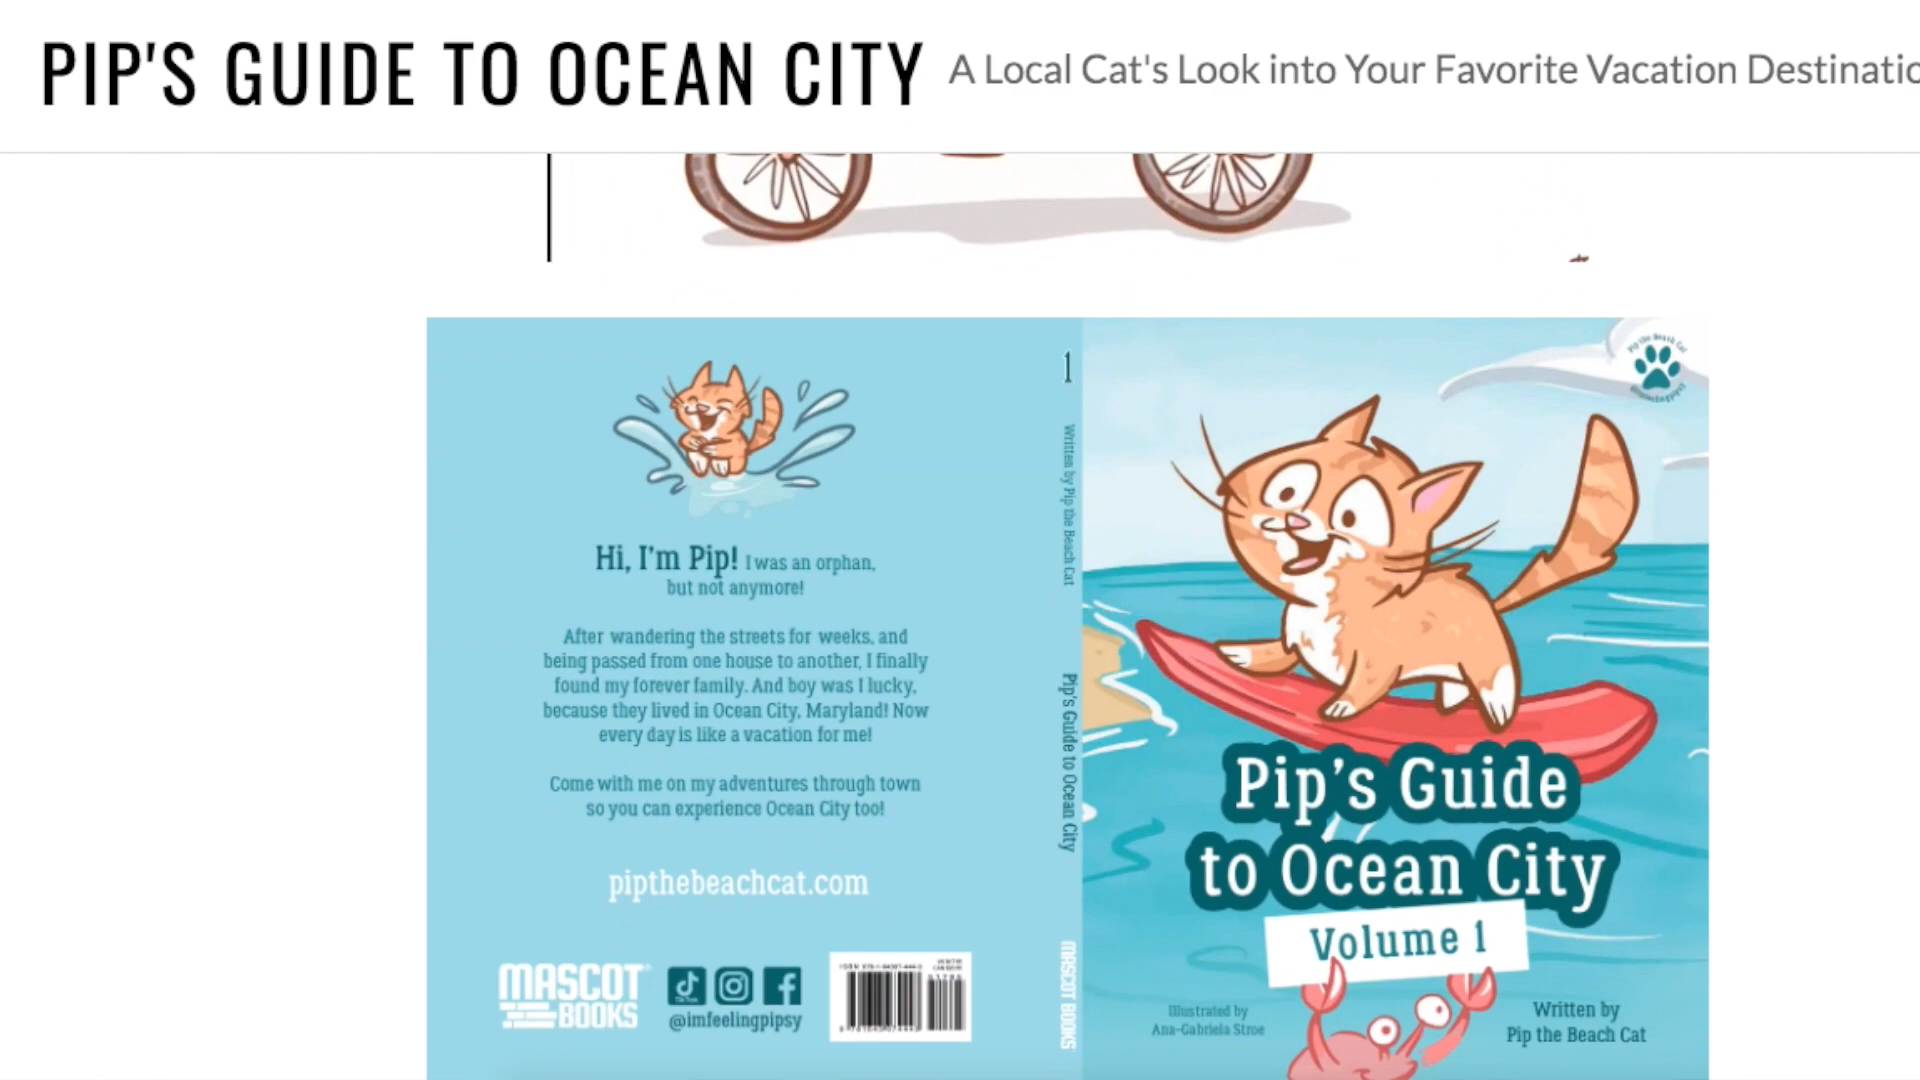 PIP'S GUIDE TO OCEAN CITY A Local Cat's Look into Your Favorite Vacation Destinatio
Hi, I'm Pip! I was an orphan,
but not anymore!
After wandering the streets for weeks, and
being passed from one house to another, I finally
found my forever family. And boy was I lucky,
because they lived in Ocean City, Maryland! Now
every day is like a vacation for me!
Come with me on my adventures through town
so you can experience Ocean City too!
pipthebeachcat.com
MASCOT
BOOKS
@imfeelingpipsy
1
Written by Pip the Beach Cat
Pip's Guide to Ocean City
MASCOT BOOKS
Pip the Beach Cat
Pip's Guide
to Ocean City
Volume 1
Illustrated by
Ana-Gabriela Stroe
Written by
Pip the Beach Cat